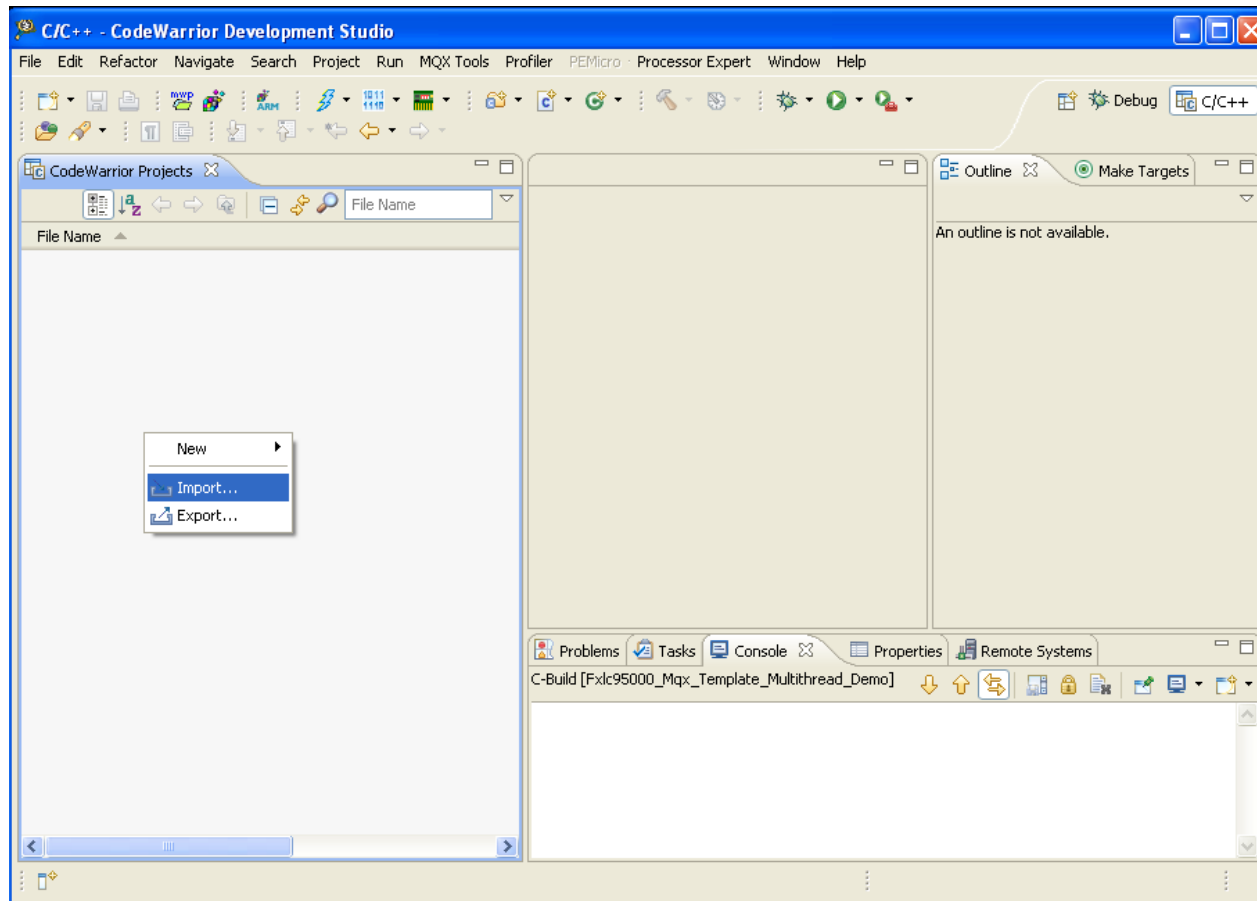 C/C++ - CodeWarrior Development Studio
File Edit Refactor Navigate Search Project Run MQX Tools Profiler PEMicro Processor Expert Window Help
Debug C/C++
CodeWarrior Projects
File Name
File Name
Outline Make Targets
An outline is not available.
New
Import...
Export...
Problems Tasks Console Properties Remote Systems
C-Build [Fxlc95000_Mqx_Template_Multithread_Demo]